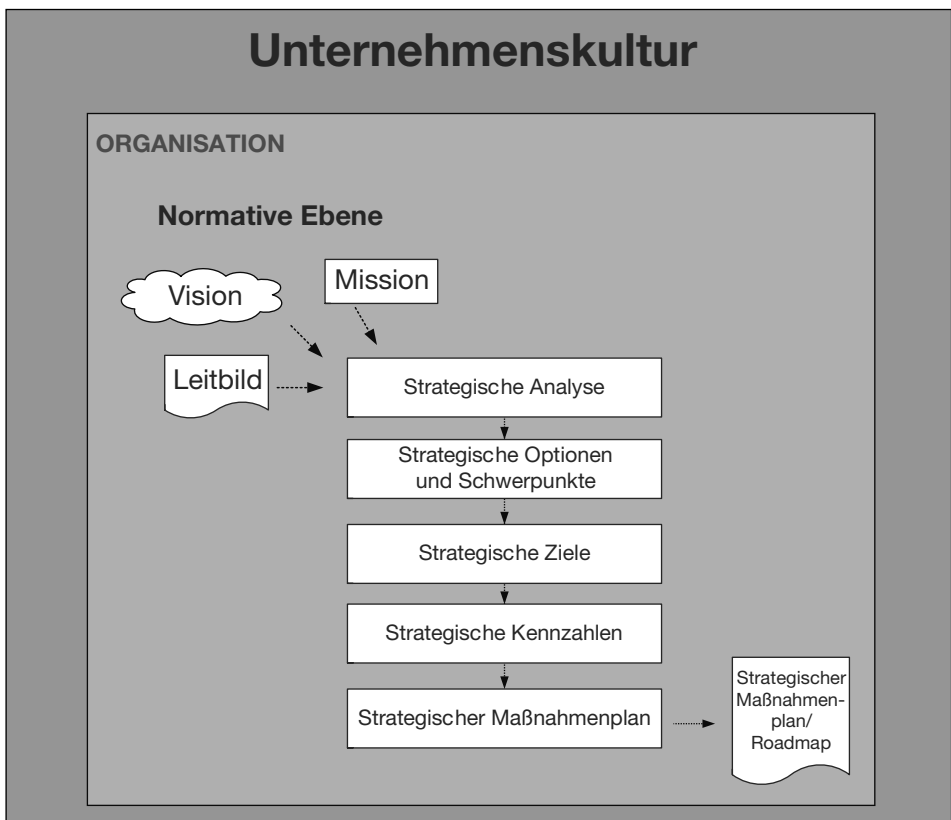 Unternehmenskultur
ORGANISATION
Normative Ebene
Vision
Mission
Leitbild
Strategische Analyse
Strategische Optionen
und Schwerpunkte
Strategische Ziele
Strategische Kennzahlen
Strategischer Maßnahmenplan
Strategischer
Maßnahmen-
plan/
Roadmap